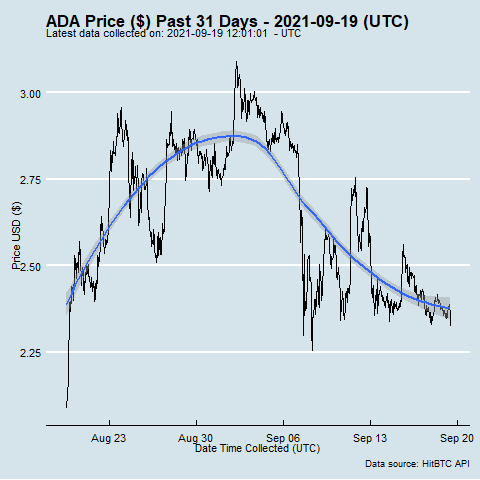 ADA Price ($) Past 31 Days - 2021-09-19 (UTC)
Latest data collected on: 2021-09-19 12:01:01  - UTC
3.00
2.75
2.50
2.25
Price USD ($)
Aug 23
Aug 30
Sep 06
Sep 13
Sep 20
Date Time Collected (UTC)
Data source: HitBTC API